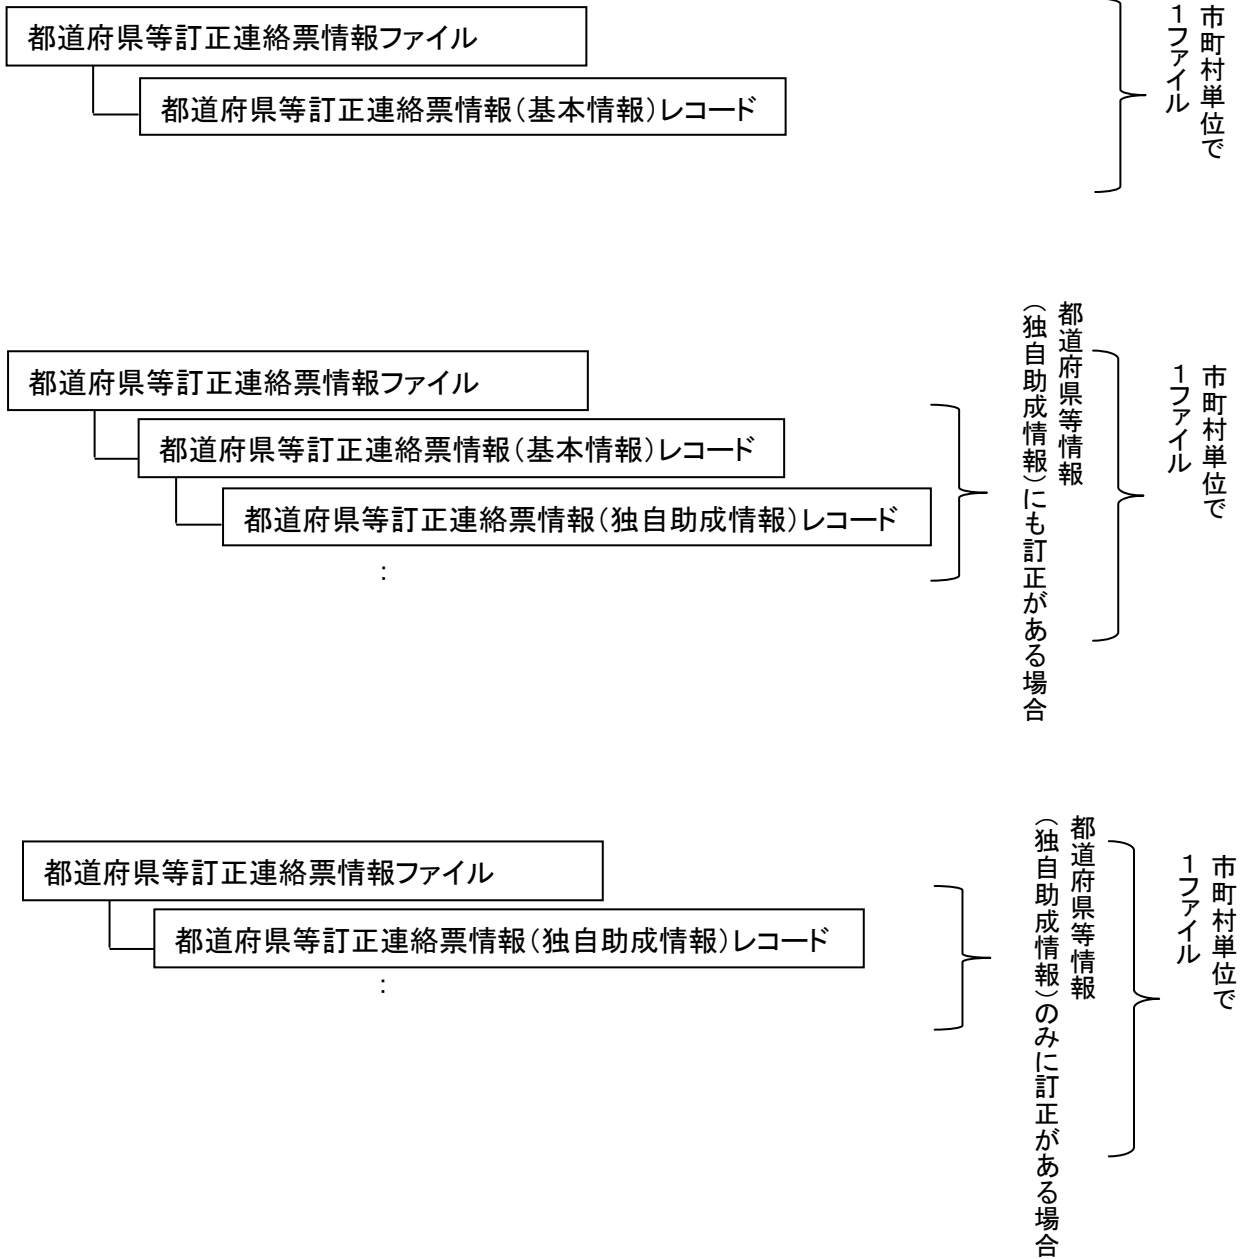 都道府県等訂正連絡票情報ファイル
都道府県等訂正連絡票情報（基本情報）レコード
市町村単位で
１ファイル
都道府県等訂正連絡票情報ファイル
都道府県等訂正連絡票情報（基本情報）レコード
都道府県等訂正連絡票情報（独自助成情報）レコード
：
都道府県等情報
（独自助成情報）にも訂正がある場合
市町村単位で
１ファイル
都道府県等訂正連絡票情報ファイル
都道府県等訂正連絡票情報（独自助成情報）レコード
：
都道府県等情報
（独自助成情報）のみに訂正がある場合
市町村単位で
１ファイル